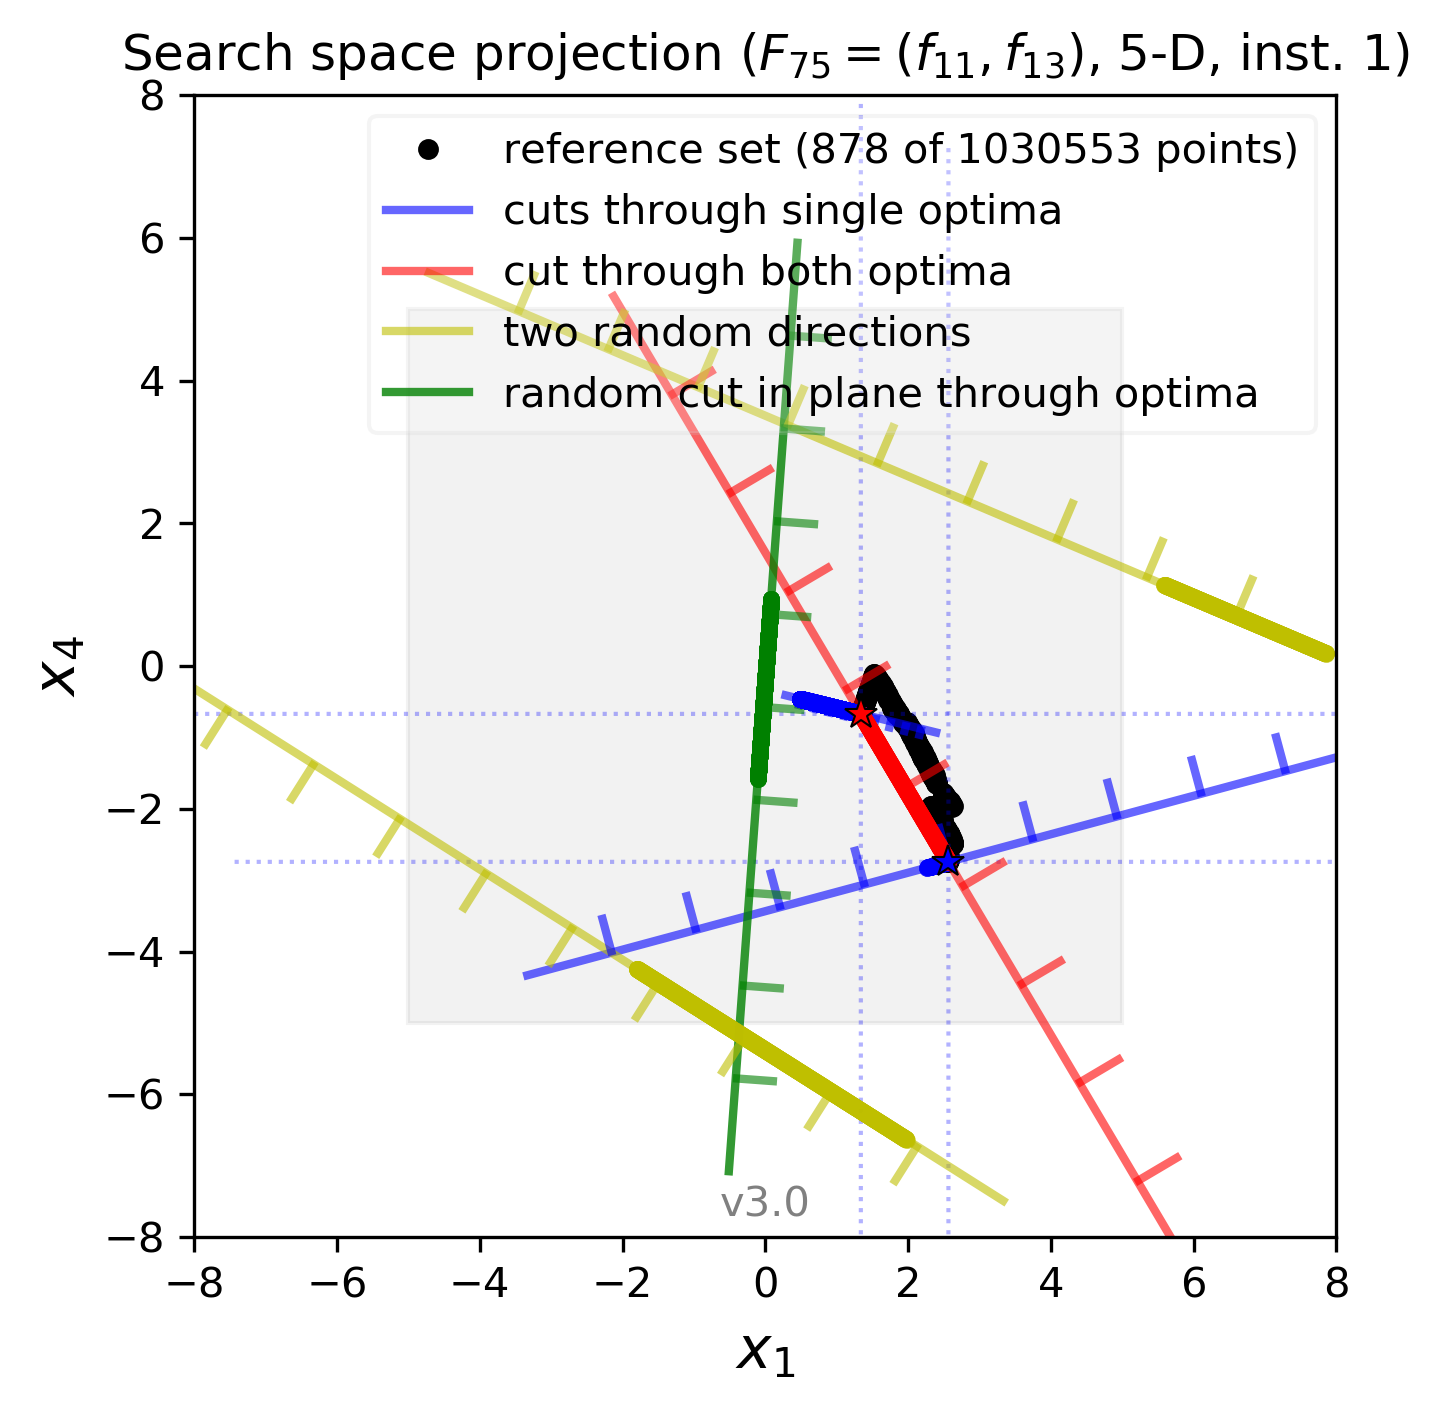 Search space projection (F₇₅ = (f₁₁, f₁₃), 5-D, inst. 1)
8
reference set (878 of 1030553 points)
cuts through single optima
6
cut through both optima
two random directions
4
random cut in plane through optima
2
x₄
0
−2
−4
−6
v3.0
−8
−8 −6 −4 −2 0 2 4 6 8
x₁